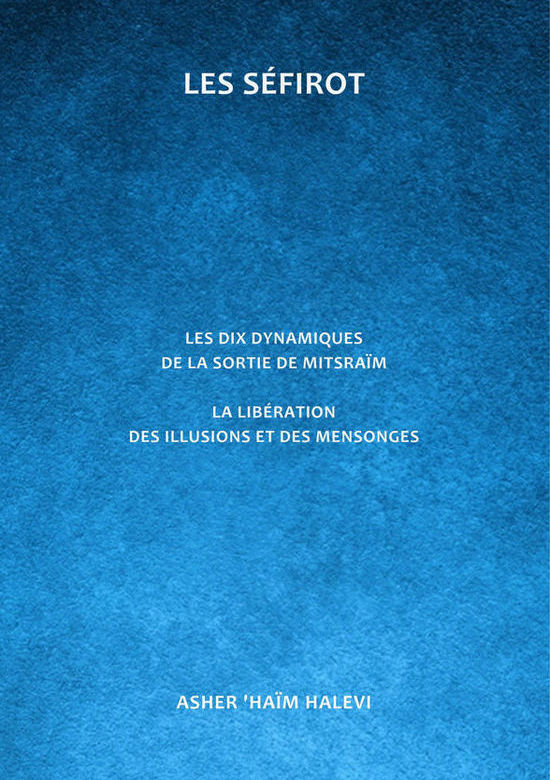 LES SÉFIROT
LES DIX DYNAMIQUES
DE LA SORTIE DE MITSRAÏM
LA LIBÉRATION
DES ILLUSIONS ET DES MENSONGES
ASHER 'HAÏM HALEVI